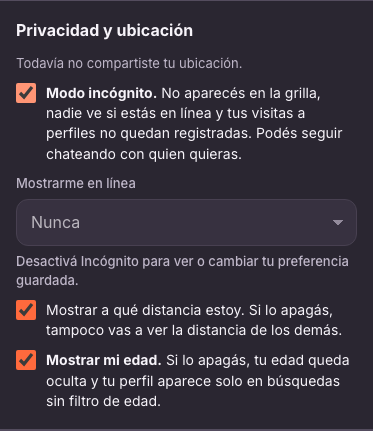 Privacidad y ubicación
Todavía no compartiste tu ubicación.
Modo incógnito. No aparecés en la grilla,
nadie ve si estás en línea y tus visitas a
perfiles no quedan registradas. Podés seguir
chateando con quien quieras.
Mostrarme en línea
Nunca
Desactivá Incógnito para ver o cambiar tu preferencia
guardada.
Mostrar a qué distancia estoy. Si lo apagás,
tampoco vas a ver la distancia de los demás.
Mostrar mi edad. Si lo apagás, tu edad queda
oculta y tu perfil aparece solo en búsquedas
sin filtro de edad.